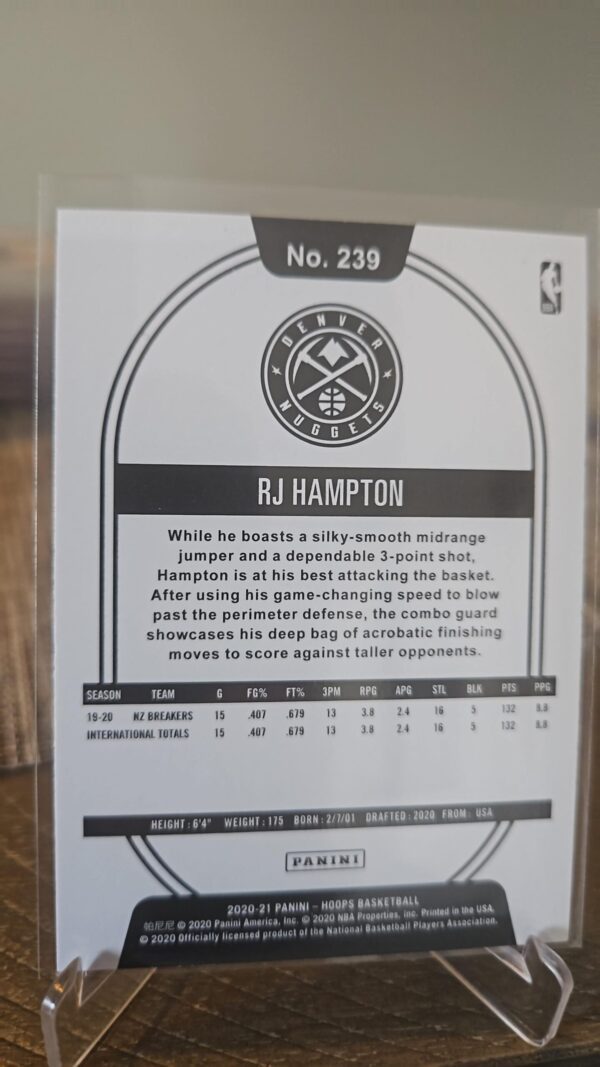 No. 239
DENVER
NUGGETS
RJ HAMPTON
While he boasts a silky-smooth midrange
jumper and a dependable 3-point shot,
Hampton is at his best attacking the basket.
After using his game-changing speed to blow
past the perimeter defense, the combo guard
showcases his deep bag of acrobatic finishing
moves to score against taller opponents.
SEASON TEAM G FG% FT% 3PM RPG APG STL BLK PTS PPG
19-20 NZ BREAKERS 15 .407 .679 13 3.8 2.4 16 5 132 8.8
INTERNATIONAL TOTALS 15 .407 .679 13 3.8 2.4 16 5 132 8.8
HEIGHT: 6'4" WEIGHT: 175 BORN: 2/7/01 DRAFTED: 2020 FROM: USA
PANINI
2020-21 PANINI – HOOPS BASKETBALL
帕尼尼 © 2020 Panini America, Inc. © 2020 NBA Properties, Inc. Printed in the USA.
© 2020 Officially licensed product of the National Basketball Players Association.